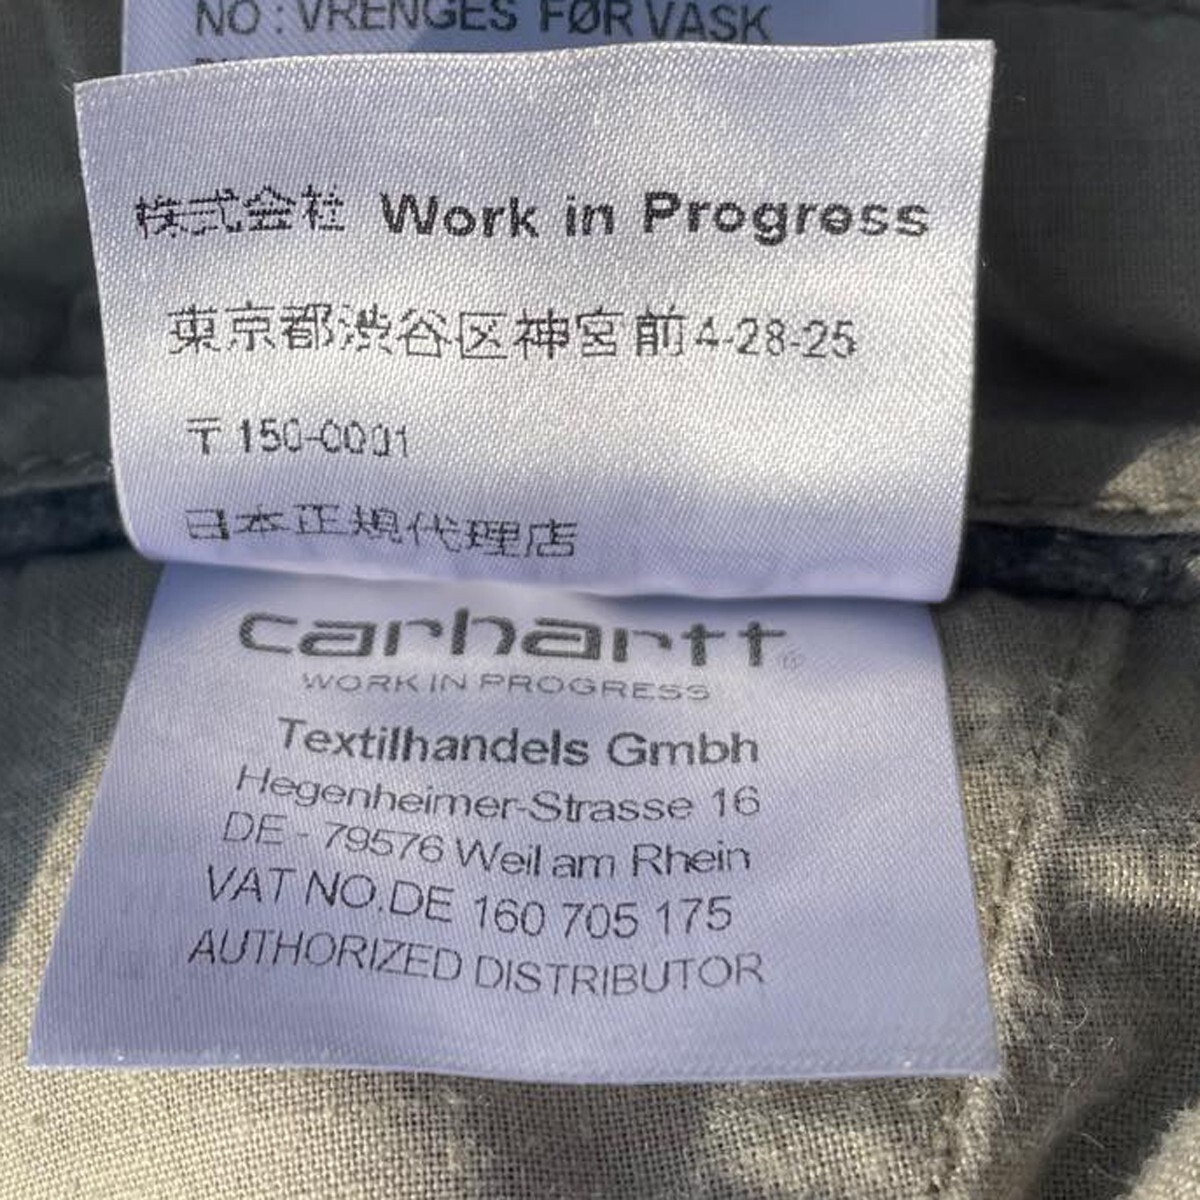 NO : VRENGES FØR VASK
株式会社 Work in Progress
東京都渋谷区神宮前4-28-25
〒150-0001
日本正規代理店
carhartt®
WORK IN PROGRESS
Textilhandels Gmbh
Hegenheimer-Strasse 16
DE - 79576 Weil am Rhein
VAT NO.DE 160 705 175
AUTHORIZED DISTRIBUTOR